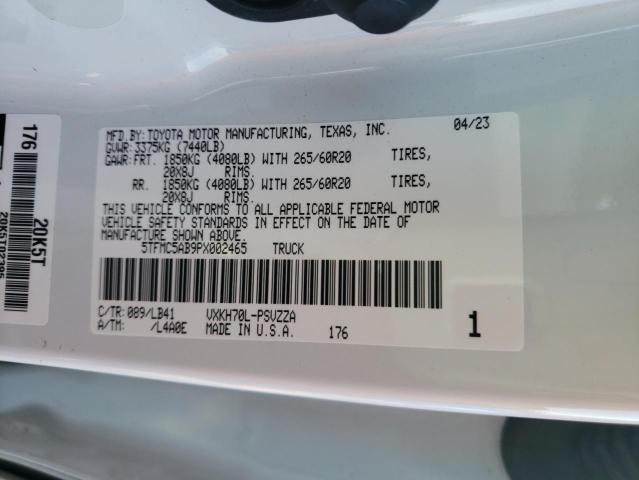 MFD.BY:TOYOTA MOTOR MANUFACTURING, TEXAS, INC. 04/23
GVWR:3375KG (7440LB)
GAWR:FRT. 1850KG (4080LB) WITH 265/60R20 TIRES,
20X8J RIMS.
RR. 1850KG (4080LB) WITH 265/60R20 TIRES,
20X8J RIMS.
THIS VEHICLE CONFORMS TO ALL APPLICABLE FEDERAL MOTOR
VEHICLE SAFETY STANDARDS IN EFFECT ON THE DATE OF
MANUFACTURE SHOWN ABOVE.
5TFMC5AB9PX002465 TRUCK
C/TR:089/LB41 VXKH70L-PSVZZA
A/TM: /L4A0E MADE IN U.S.A. 176 1
176
20K5T